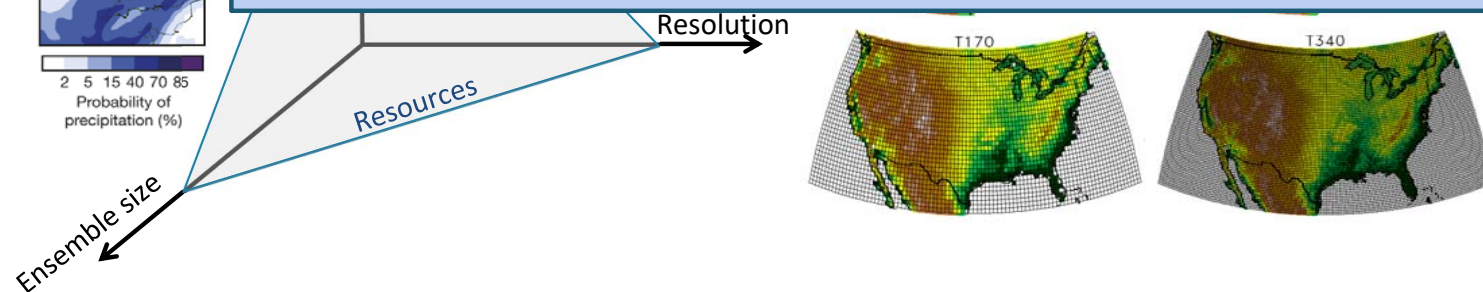 Resolution
T170
T340
2 5 15 40 70 85
Probability of
precipitation (%)
Resources
Ensemble size